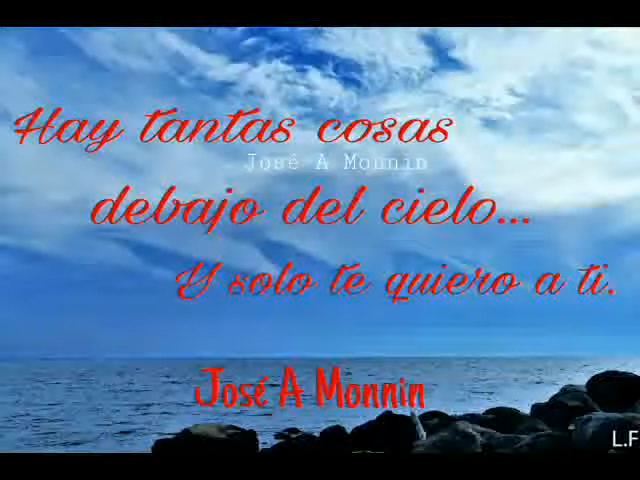 Hay tantas cosas
José A Monnin
debajo del cielo...
Y solo te quiero a ti.
José A Monnin
L.F